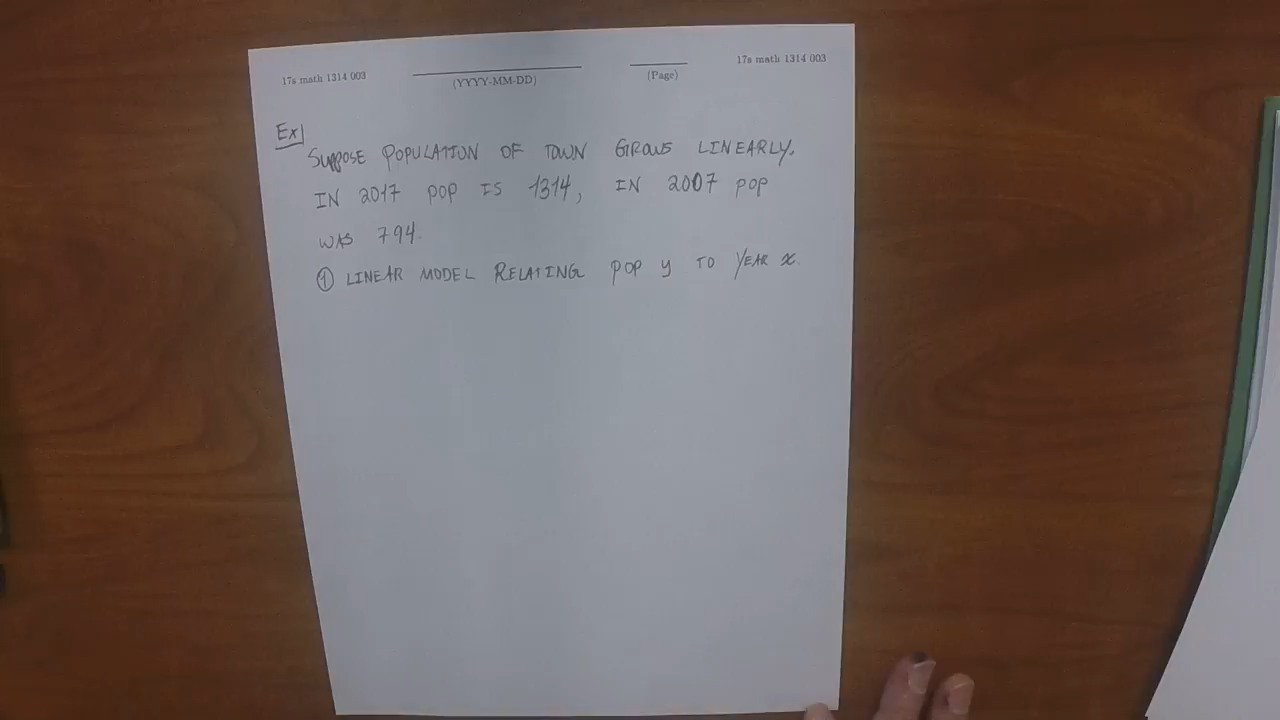 17s math 1314 003 (YYYY-MM-DD) (Page) 17s math 1314 003
Ex
Suppose POPULATION OF TOWN GROWS LINEARLY.
IN 2017 POP IS 1314, IN 2007 POP
WAS 794.
① LINEAR MODEL RELATING POP y TO YEAR x.